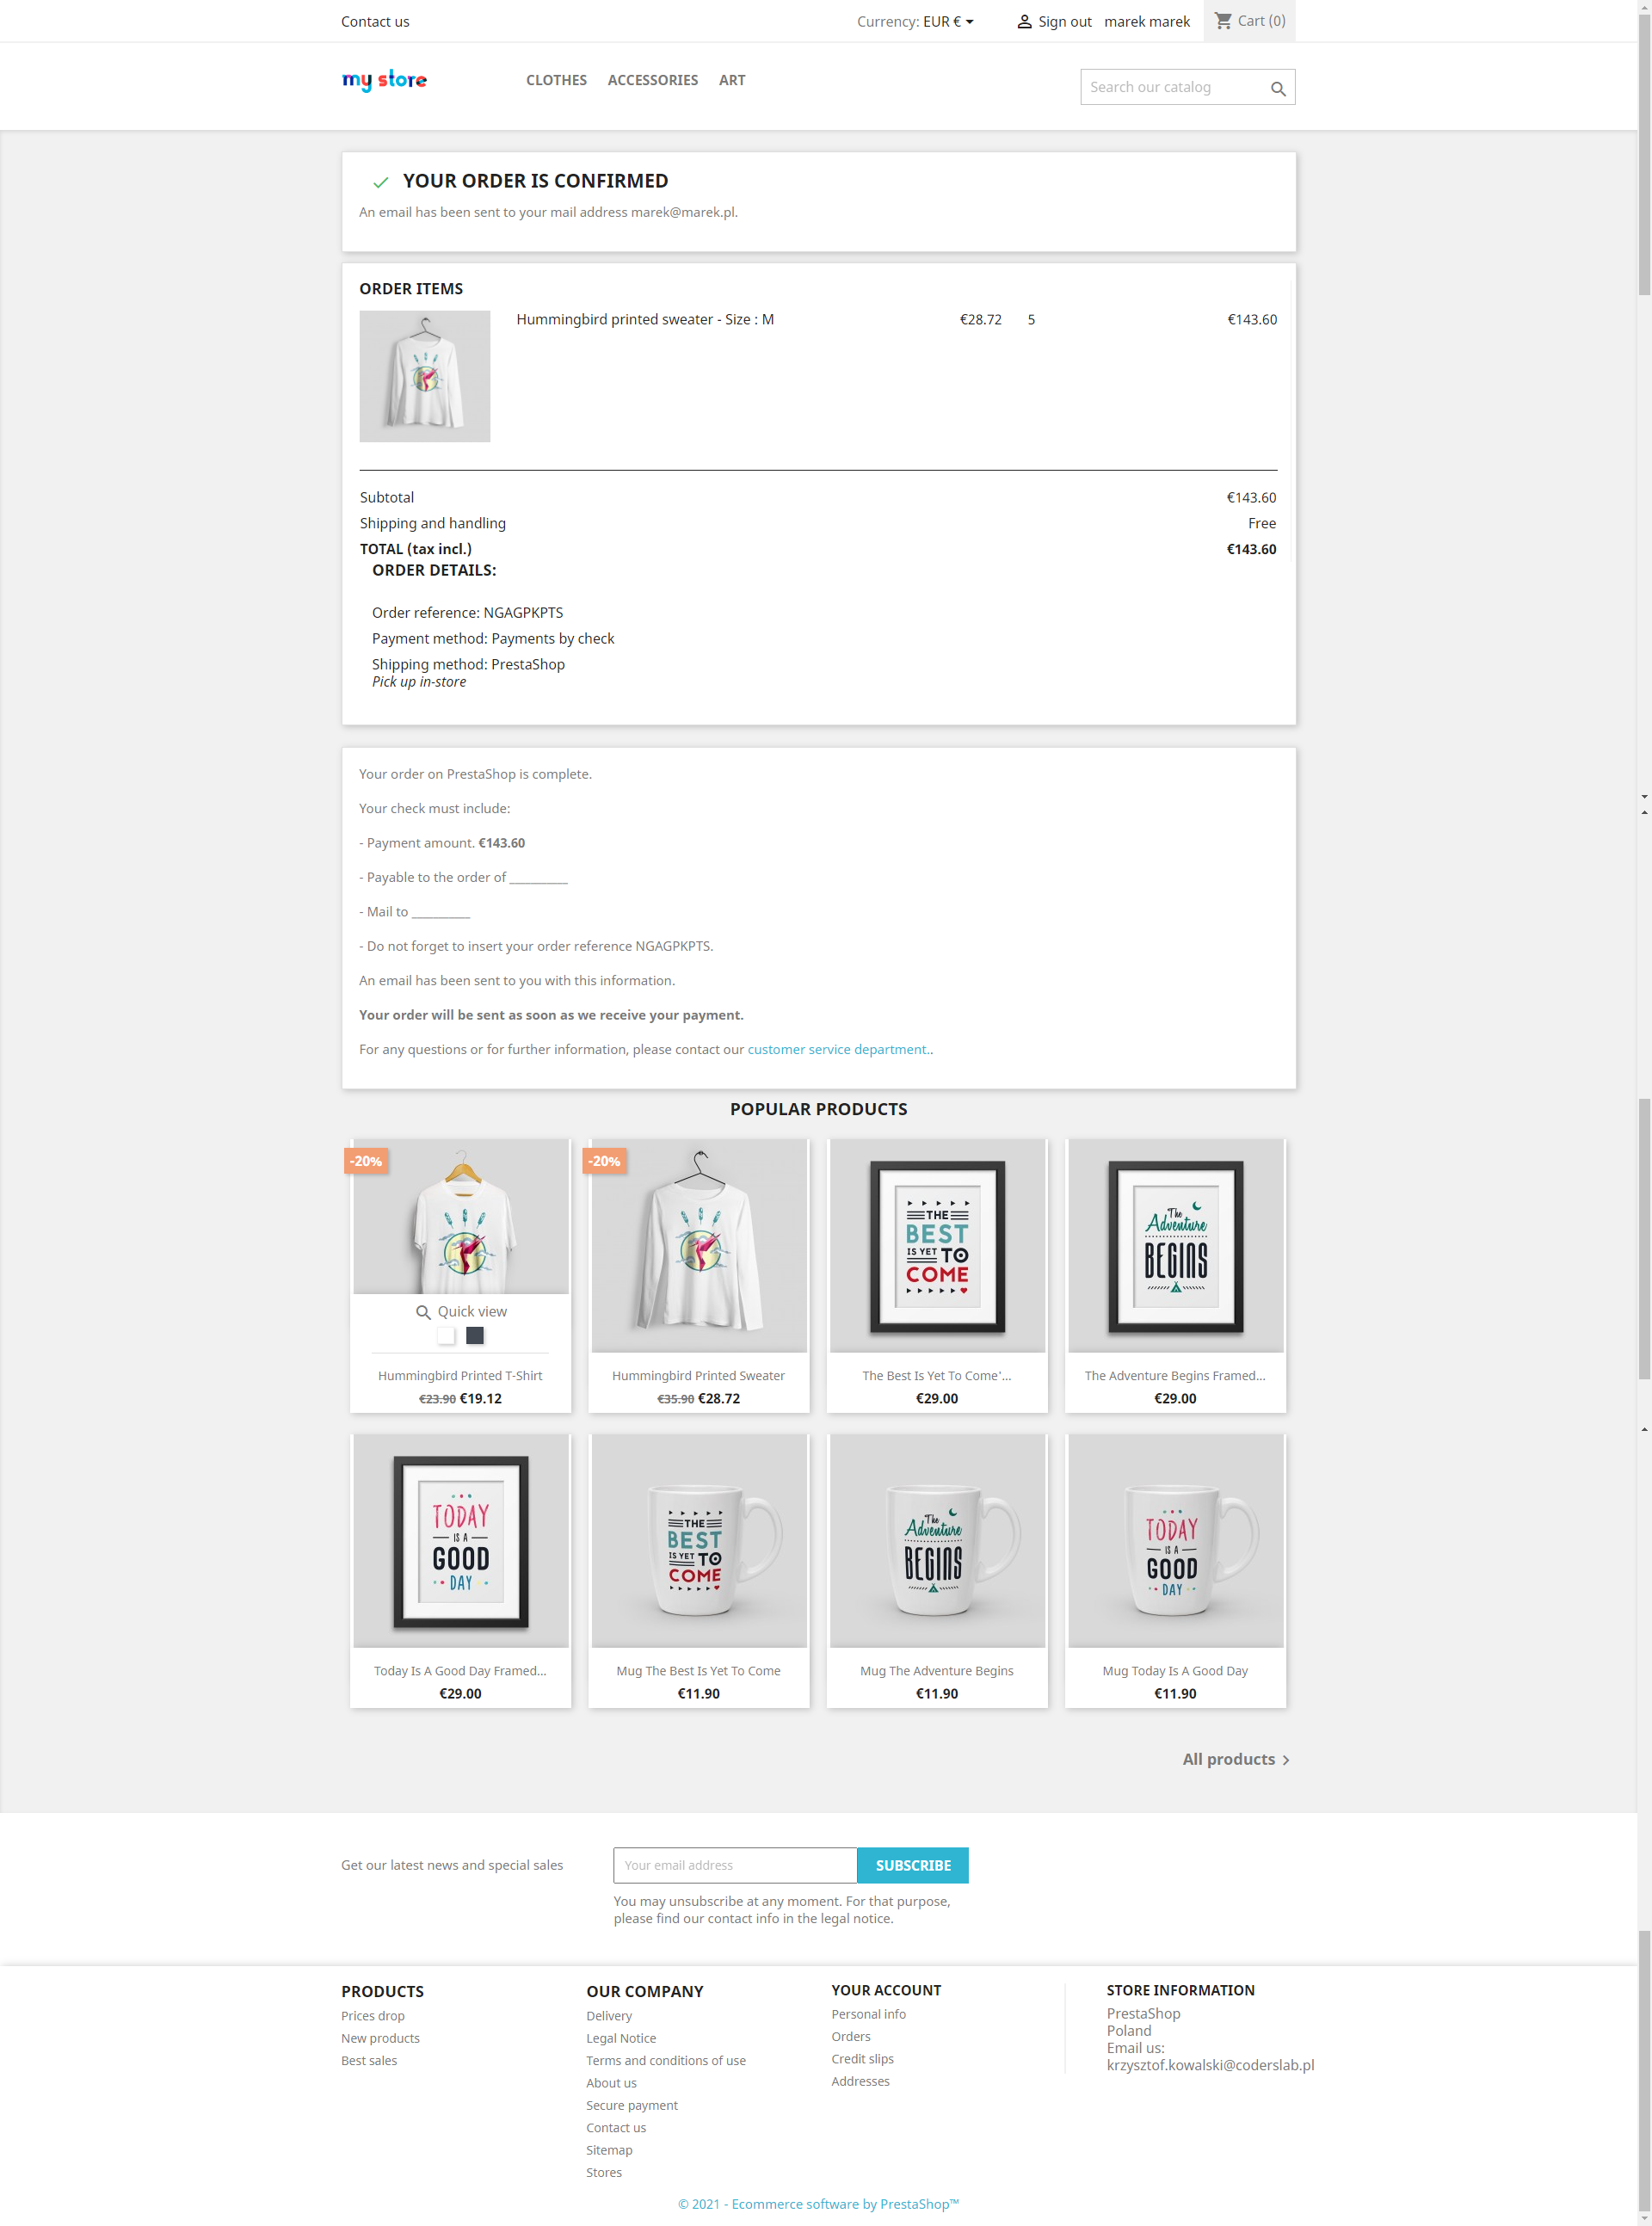 Contact us
Currency: EUR €
Sign out
marek marek
Cart (0)
my store
CLOTHES
ACCESSORIES
ART
Search our catalog
YOUR ORDER IS CONFIRMED
An email has been sent to your mail address marek@marek.pl.
ORDER ITEMS
Hummingbird printed sweater - Size : M €28.72 5 €143.60
Subtotal €143.60
Shipping and handling Free
TOTAL (tax incl.) €143.60
ORDER DETAILS:
Order reference: NGAGPKPTS
Payment method: Payments by check
Shipping method: PrestaShop
Pick up in-store
Your order on PrestaShop is complete.
Your check must include:
- Payment amount. €143.60
- Payable to the order of ___________
- Mail to ___________
- Do not forget to insert your order reference NGAGPKPTS.
An email has been sent to you with this information.
Your order will be sent as soon as we receive your payment.
For any questions or for further information, please contact our customer service department..
POPULAR PRODUCTS
-20%
Quick view
Hummingbird Printed T-Shirt
€23.90 €19.12
-20%
Hummingbird Printed Sweater
€35.90 €28.72
THE
BEST
IS YET TO
COME
The Best Is Yet To Come'...
€29.00
The
Adventure
BEGINS
The Adventure Begins Framed...
€29.00
TODAY
IS A
GOOD
DAY
Today Is A Good Day Framed...
€29.00
THE
BEST
IS YET TO
COME
Mug The Best Is Yet To Come
€11.90
The
Adventure
BEGINS
Mug The Adventure Begins
€11.90
TODAY
IS A
GOOD
DAY
Mug Today Is A Good Day
€11.90
All products
Get our latest news and special sales
Your email address
SUBSCRIBE
You may unsubscribe at any moment. For that purpose,
please find our contact info in the legal notice.
PRODUCTS
Prices drop
New products
Best sales
OUR COMPANY
Delivery
Legal Notice
Terms and conditions of use
About us
Secure payment
Contact us
Sitemap
Stores
YOUR ACCOUNT
Personal info
Orders
Credit slips
Addresses
STORE INFORMATION
PrestaShop
Poland
Email us:
krzysztof.kowalski@coderslab.pl
© 2021 - Ecommerce software by PrestaShop™